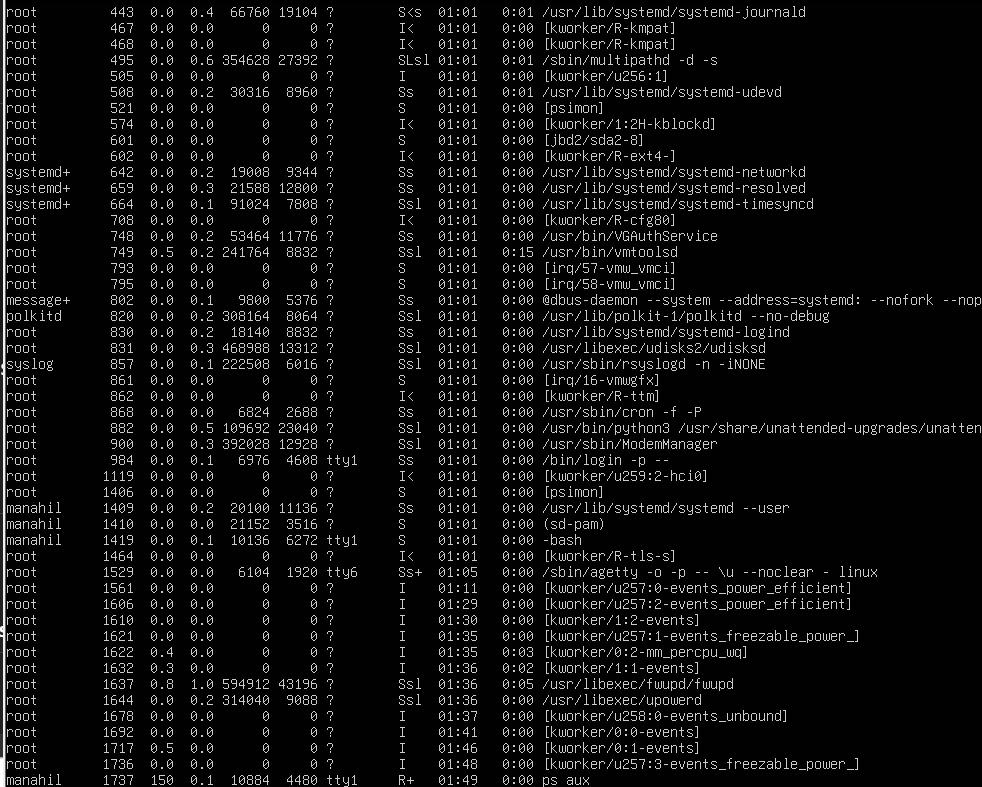 root 443 0.0 0.4 66760 19104 ? S<s 01:01 0:01 /usr/lib/systemd/systemd-journald
root 467 0.0 0.0 0 0 ? I< 01:01 0:00 [kworker/R-kmpat]
root 468 0.0 0.0 0 0 ? I< 01:01 0:00 [kworker/R-kmpat]
root 495 0.0 0.6 354628 27392 ? SLsl 01:01 0:01 /sbin/multipathd -d -s
root 505 0.0 0.0 0 0 ? I 01:01 0:00 [kworker/u256:1]
root 508 0.0 0.2 30316 8960 ? Ss 01:01 0:01 /usr/lib/systemd/systemd-udevd
root 521 0.0 0.0 0 0 ? S 01:01 0:00 [psimon]
root 574 0.0 0.0 0 0 ? I< 01:01 0:00 [kworker/1:2H-kblockd]
root 601 0.0 0.0 0 0 ? S 01:01 0:00 [jbd2/sda2-8]
root 602 0.0 0.0 0 0 ? I< 01:01 0:00 [kworker/R-ext4-]
systemd+ 642 0.0 0.2 19008 9344 ? Ss 01:01 0:00 /usr/lib/systemd/systemd-networkd
systemd+ 659 0.0 0.3 21588 12800 ? Ss 01:01 0:00 /usr/lib/systemd/systemd-resolved
systemd+ 664 0.0 0.1 91024 7808 ? Ssl 01:01 0:00 /usr/lib/systemd/systemd-timesyncd
root 708 0.0 0.0 0 0 ? I< 01:01 0:00 [kworker/R-cfg80]
root 748 0.0 0.2 53464 11776 ? Ss 01:01 0:00 /usr/bin/VGAuthService
root 749 0.5 0.2 241764 8832 ? Ssl 01:01 0:15 /usr/bin/vmtoolsd
root 793 0.0 0.0 0 0 ? S 01:01 0:00 [irq/57-vmw_vmci]
root 795 0.0 0.0 0 0 ? S 01:01 0:00 [irq/58-vmw_vmci]
message+ 802 0.0 0.1 9800 5376 ? Ss 01:01 0:00 @dbus-daemon --system --address=systemd: --nofork --nop
polkitd 820 0.0 0.2 308164 8064 ? Ssl 01:01 0:00 /usr/lib/polkit-1/polkitd --no-debug
root 830 0.0 0.2 18140 8832 ? Ss 01:01 0:00 /usr/lib/systemd/systemd-logind
root 831 0.0 0.3 468988 13312 ? Ssl 01:01 0:00 /usr/libexec/udisks2/udisksd
syslog 857 0.0 0.1 222508 6016 ? Ssl 01:01 0:00 /usr/sbin/rsyslogd -n -iNONE
root 861 0.0 0.0 0 0 ? S 01:01 0:00 [irq/16-vmwgfx]
root 862 0.0 0.0 0 0 ? I< 01:01 0:00 [kworker/R-ttm]
root 868 0.0 0.0 6824 2688 ? Ss 01:01 0:00 /usr/sbin/cron -f -P
root 882 0.0 0.5 109692 23040 ? Ssl 01:01 0:00 /usr/bin/python3 /usr/share/unattended-upgrades/unatten
root 900 0.0 0.3 392028 12928 ? Ssl 01:01 0:00 /usr/sbin/ModemManager
root 984 0.0 0.1 6976 4608 tty1 Ss 01:01 0:00 /bin/login -p --
root 1119 0.0 0.0 0 0 ? I< 01:01 0:00 [kworker/u259:2-hci0]
root 1406 0.0 0.0 0 0 ? S 01:01 0:00 [psimon]
manahil 1409 0.0 0.2 20100 11136 ? Ss 01:01 0:00 /usr/lib/systemd/systemd --user
manahil 1410 0.0 0.0 21152 3516 ? S 01:01 0:00 (sd-pam)
manahil 1419 0.0 0.1 10136 6272 tty1 S 01:01 0:00 -bash
root 1464 0.0 0.0 0 0 ? I< 01:01 0:00 [kworker/R-tls-s]
root 1529 0.0 0.0 6104 1920 tty6 Ss+ 01:05 0:00 /sbin/agetty -o -p -- \u --noclear - linux
root 1561 0.0 0.0 0 0 ? I 01:11 0:00 [kworker/u257:0-events_power_efficient]
root 1606 0.0 0.0 0 0 ? I 01:29 0:00 [kworker/u257:2-events_power_efficient]
root 1610 0.0 0.0 0 0 ? I 01:30 0:00 [kworker/1:2-events]
root 1621 0.0 0.0 0 0 ? I 01:35 0:00 [kworker/u257:1-events_freezable_power_]
root 1622 0.4 0.0 0 0 ? I 01:35 0:03 [kworker/0:2-mm_percpu_wq]
root 1632 0.3 0.0 0 0 ? I 01:36 0:02 [kworker/1:1-events]
root 1637 0.8 1.0 594912 43196 ? Ssl 01:36 0:05 /usr/libexec/fwupd/fwupd
root 1644 0.0 0.2 314040 9088 ? Ssl 01:36 0:00 /usr/libexec/upowerd
root 1678 0.0 0.0 0 0 ? I 01:37 0:00 [kworker/u258:0-events_unbound]
root 1692 0.0 0.0 0 0 ? I 01:41 0:00 [kworker/0:0-events]
root 1717 0.5 0.0 0 0 ? I 01:46 0:00 [kworker/0:1-events]
root 1736 0.0 0.0 0 0 ? I 01:48 0:00 [kworker/u257:3-events_freezable_power_]
manahil 1737 150 0.1 10884 4480 tty1 R+ 01:49 0:00 ps aux